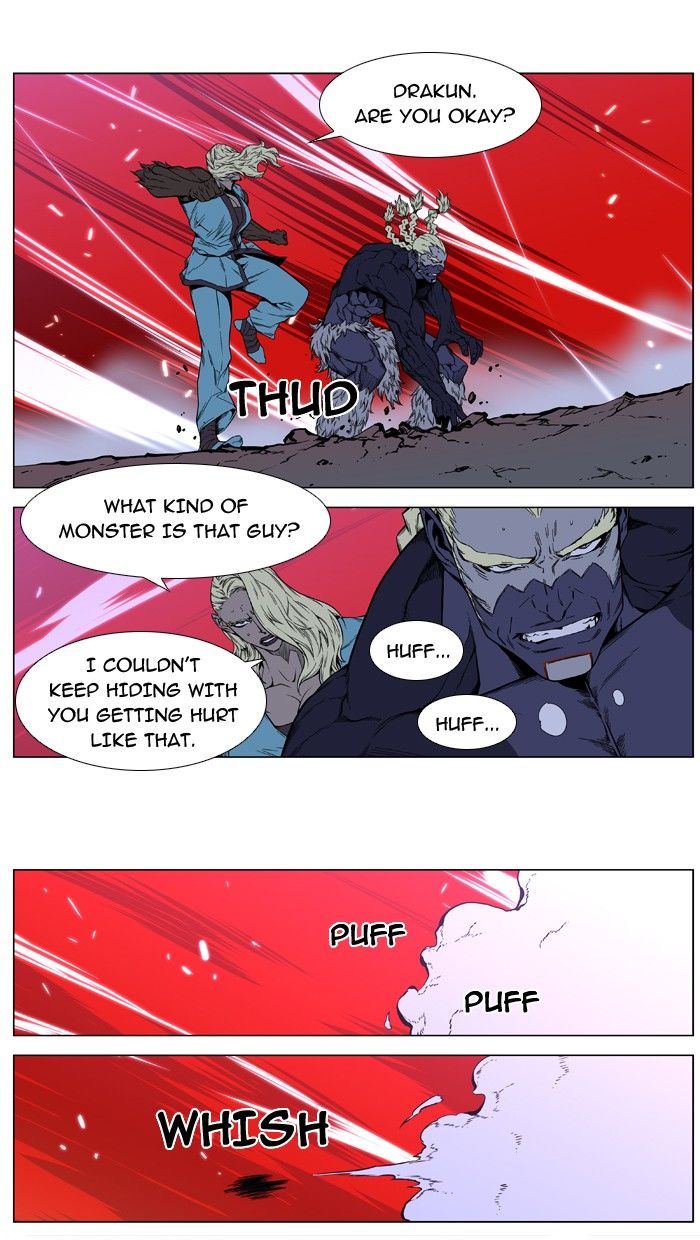 DRAKUN.
ARE YOU OKAY?
THUD
WHAT KIND OF
MONSTER IS THAT GUY?
I COULDN'T
KEEP HIDING WITH
YOU GETTING HURT
LIKE THAT.
HUFF...
HUFF...
PUFF
PUFF
WHISH